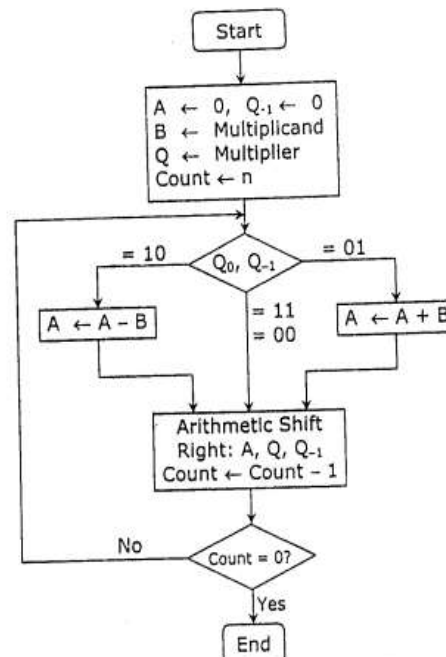 Start
A ← 0, Q₋₁ ← 0
B ← Multiplicand
Q ← Multiplier
Count ← n
= 10
Q₀, Q₋₁
= 01
A ← A – B
= 11
= 00
A ← A + B
Arithmetic Shift
Right: A, Q, Q₋₁
Count ← Count – 1
No
Count = 0?
Yes
End